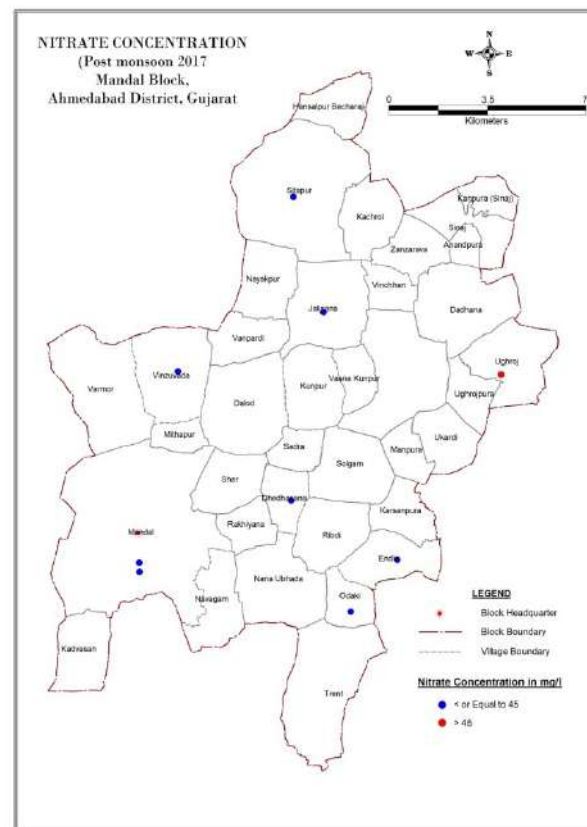 NITRATE CONCENTRATION
(Post monsoon 2017
Mandal Block,
Ahmedabad District, Gujarat
N
W E
S
0 3.5 7
Kilometers
Hansalpur Becharaji
Sitapur
Kachrol
Kanpura (Sinaj)
Sinaj
Anandpura
Zanzarava
Nayakpur
Vinchhan
Jaliyana
Dadhana
Vanpardi
Ughroj
Vinzuvada
Varmor
Kunpur
Vasna Kunpur
Dalod
Ughrojpura
Mithapur
Ukardi
Sadra
Manpura
Solgam
Sher
Dhedhasana
Karsanpura
Rakhiyana
Mandal
Ribdi
Endla
Nana Ubhada
Odaki
Navagam
Kadvasan
Trent
LEGEND
Block Headquarter
Block Boundary
Village Boundary
Nitrate Concentration in mg/l
< or Equal to 45
> 45